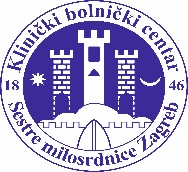 Klinički bolnički centar
18 46
Sestre milosrdnice Zagreb